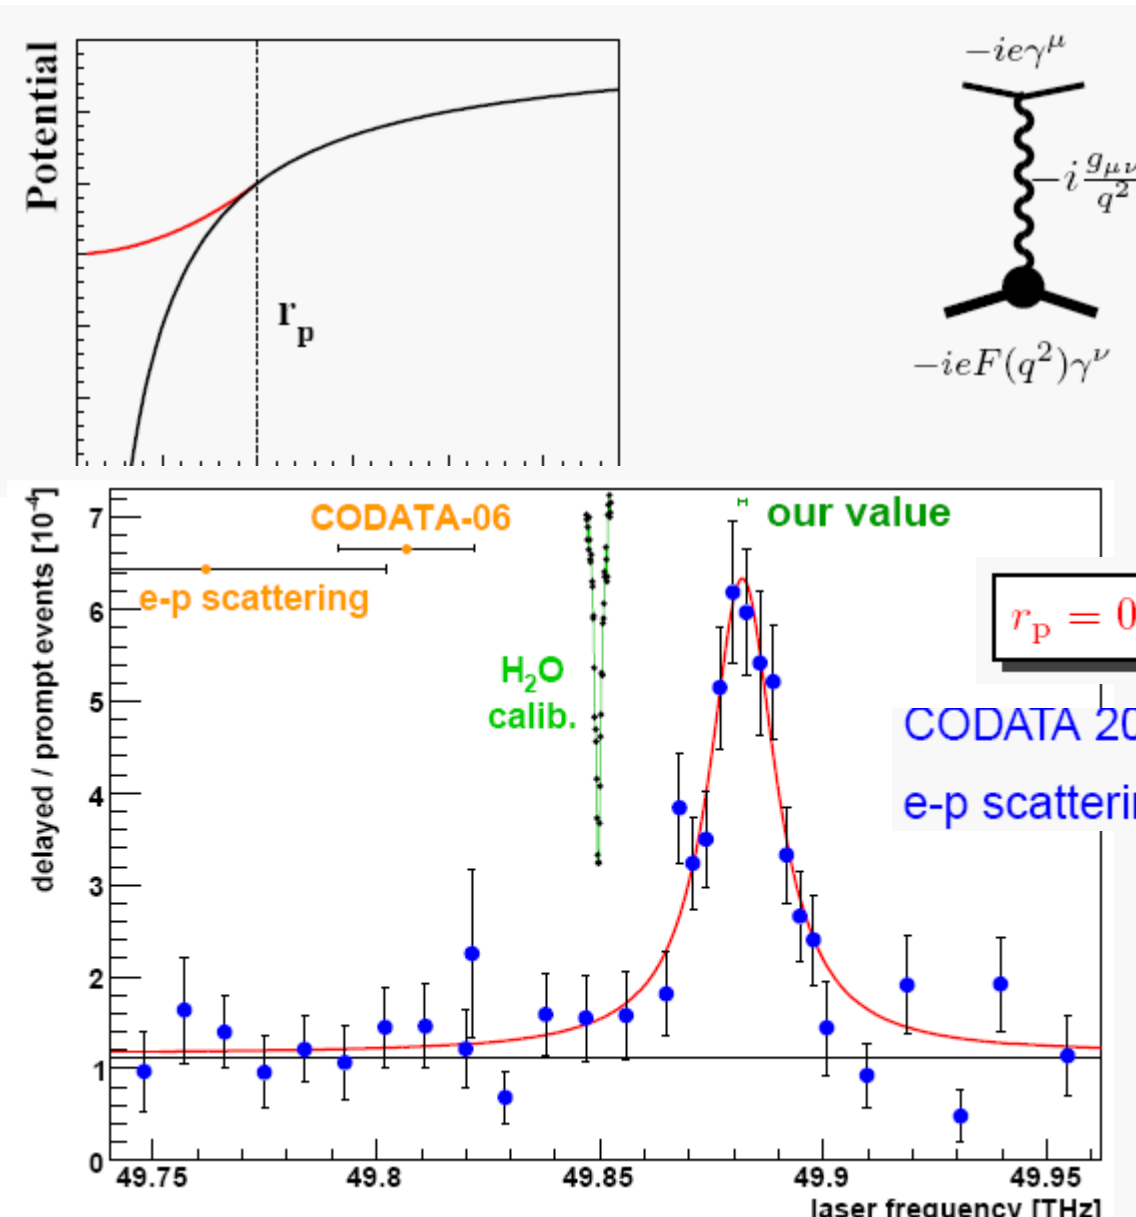 Potential
r_p
-ieγ^μ
-i g_μν/q²
-ieF(q²)γ^ν
delayed / prompt events [10^-4]
7
6
5
4
3
2
1
0
CODATA-06
e-p scattering
H₂O
calib.
our value
r_p = 0
CODATA 20
e-p scatteri
49.75
49.8
49.85
49.9
49.95
laser frequency [THz]